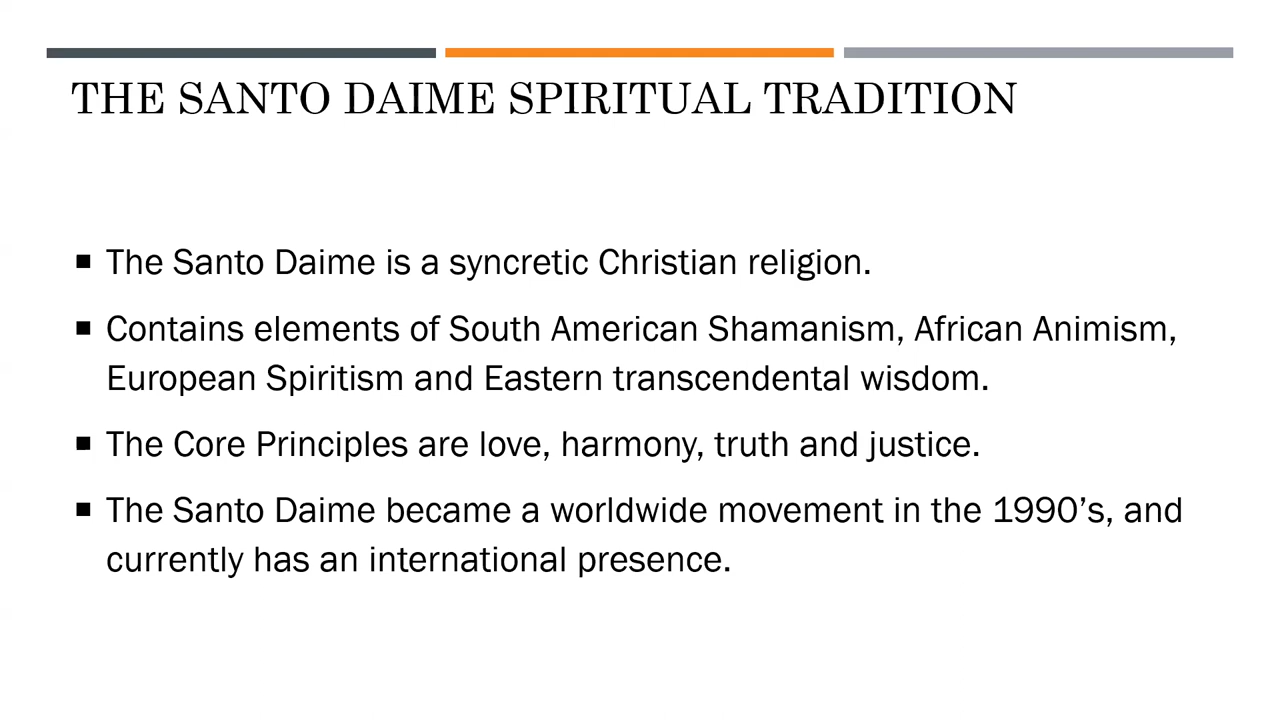 THE SANTO DAIME SPIRITUAL TRADITION
■ The Santo Daime is a syncretic Christian religion.
■ Contains elements of South American Shamanism, African Animism,
European Spiritism and Eastern transcendental wisdom.
■ The Core Principles are love, harmony, truth and justice.
■ The Santo Daime became a worldwide movement in the 1990’s, and
currently has an international presence.